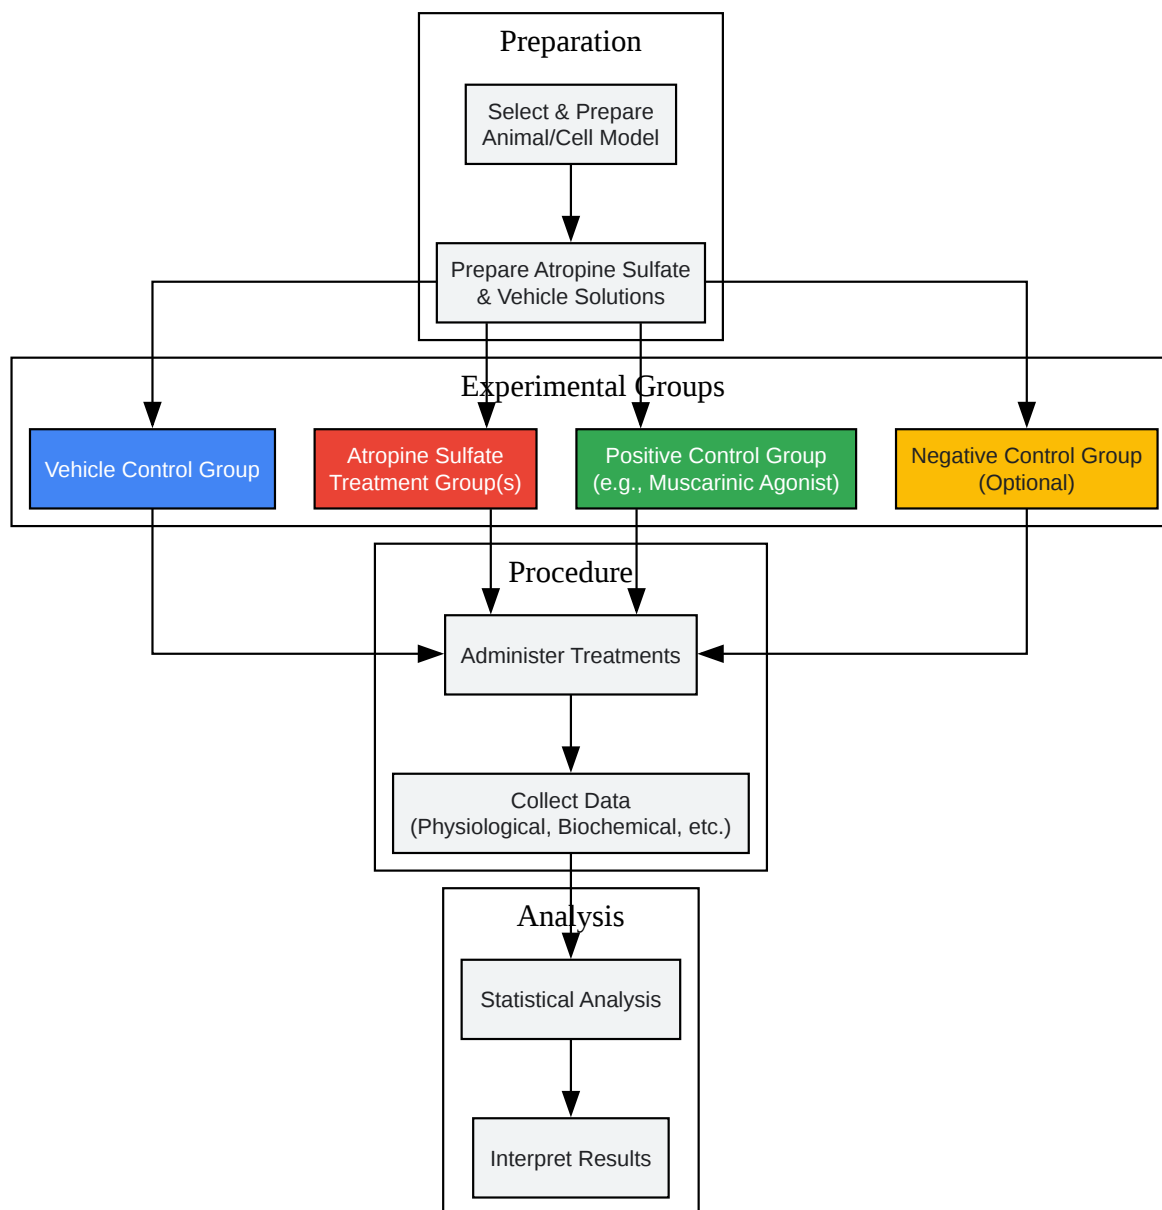 Preparation
Select & Prepare
Animal/Cell Model
Prepare Atropine Sulfate
& Vehicle Solutions
Experimental Groups
Vehicle Control Group
Atropine Sulfate
Treatment Group(s)
Positive Control Group
(e.g., Muscarinic Agonist)
Negative Control Group
(Optional)
Procedure
Administer Treatments
Collect Data
(Physiological, Biochemical, etc.)
Analysis
Statistical Analysis
Interpret Results